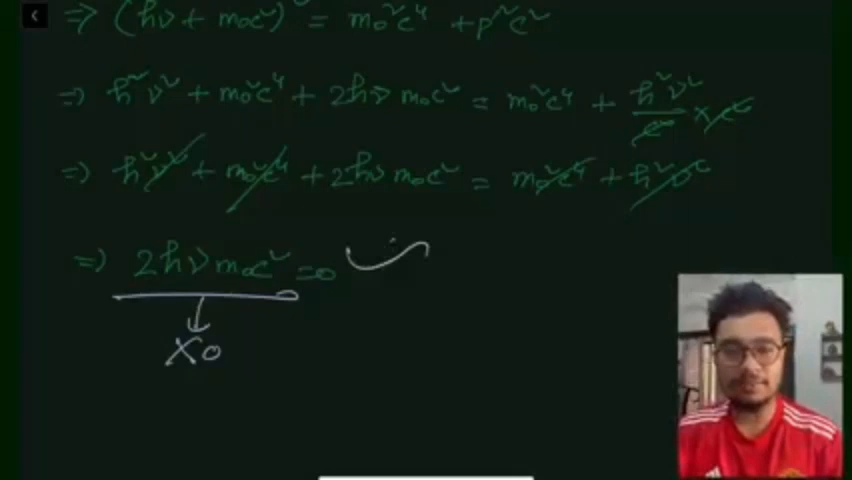 => (hν + m₀c²)² = m₀²c⁴ + p²c²
=> h²ν² + m₀²c⁴ + 2hν m₀c² = m₀²c⁴ + h²ν²/c² × c²
=> h²ν² + m₀²c⁴ + 2hν m₀c² = m₀²c⁴ + h²ν²
=> 2hν m₀c² = 0
↓
X0